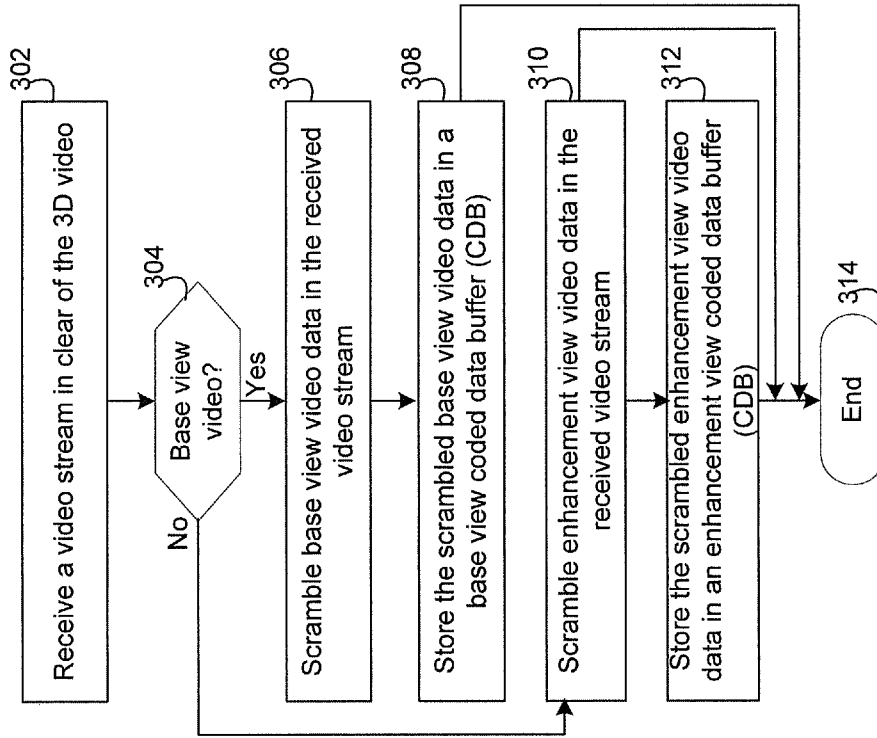 302
Receive a video stream in clear of the 3D video
304
Base view
video?
No
Yes
306
Scramble base view video data in the received
video stream
308
Store the scrambled base view video data in a
base view coded data buffer (CDB)
310
Scramble enhancement view video data in the
received video stream
312
Store the scrambled enhancement view video
data in an enhancement view coded data buffer
(CDB)
314
End